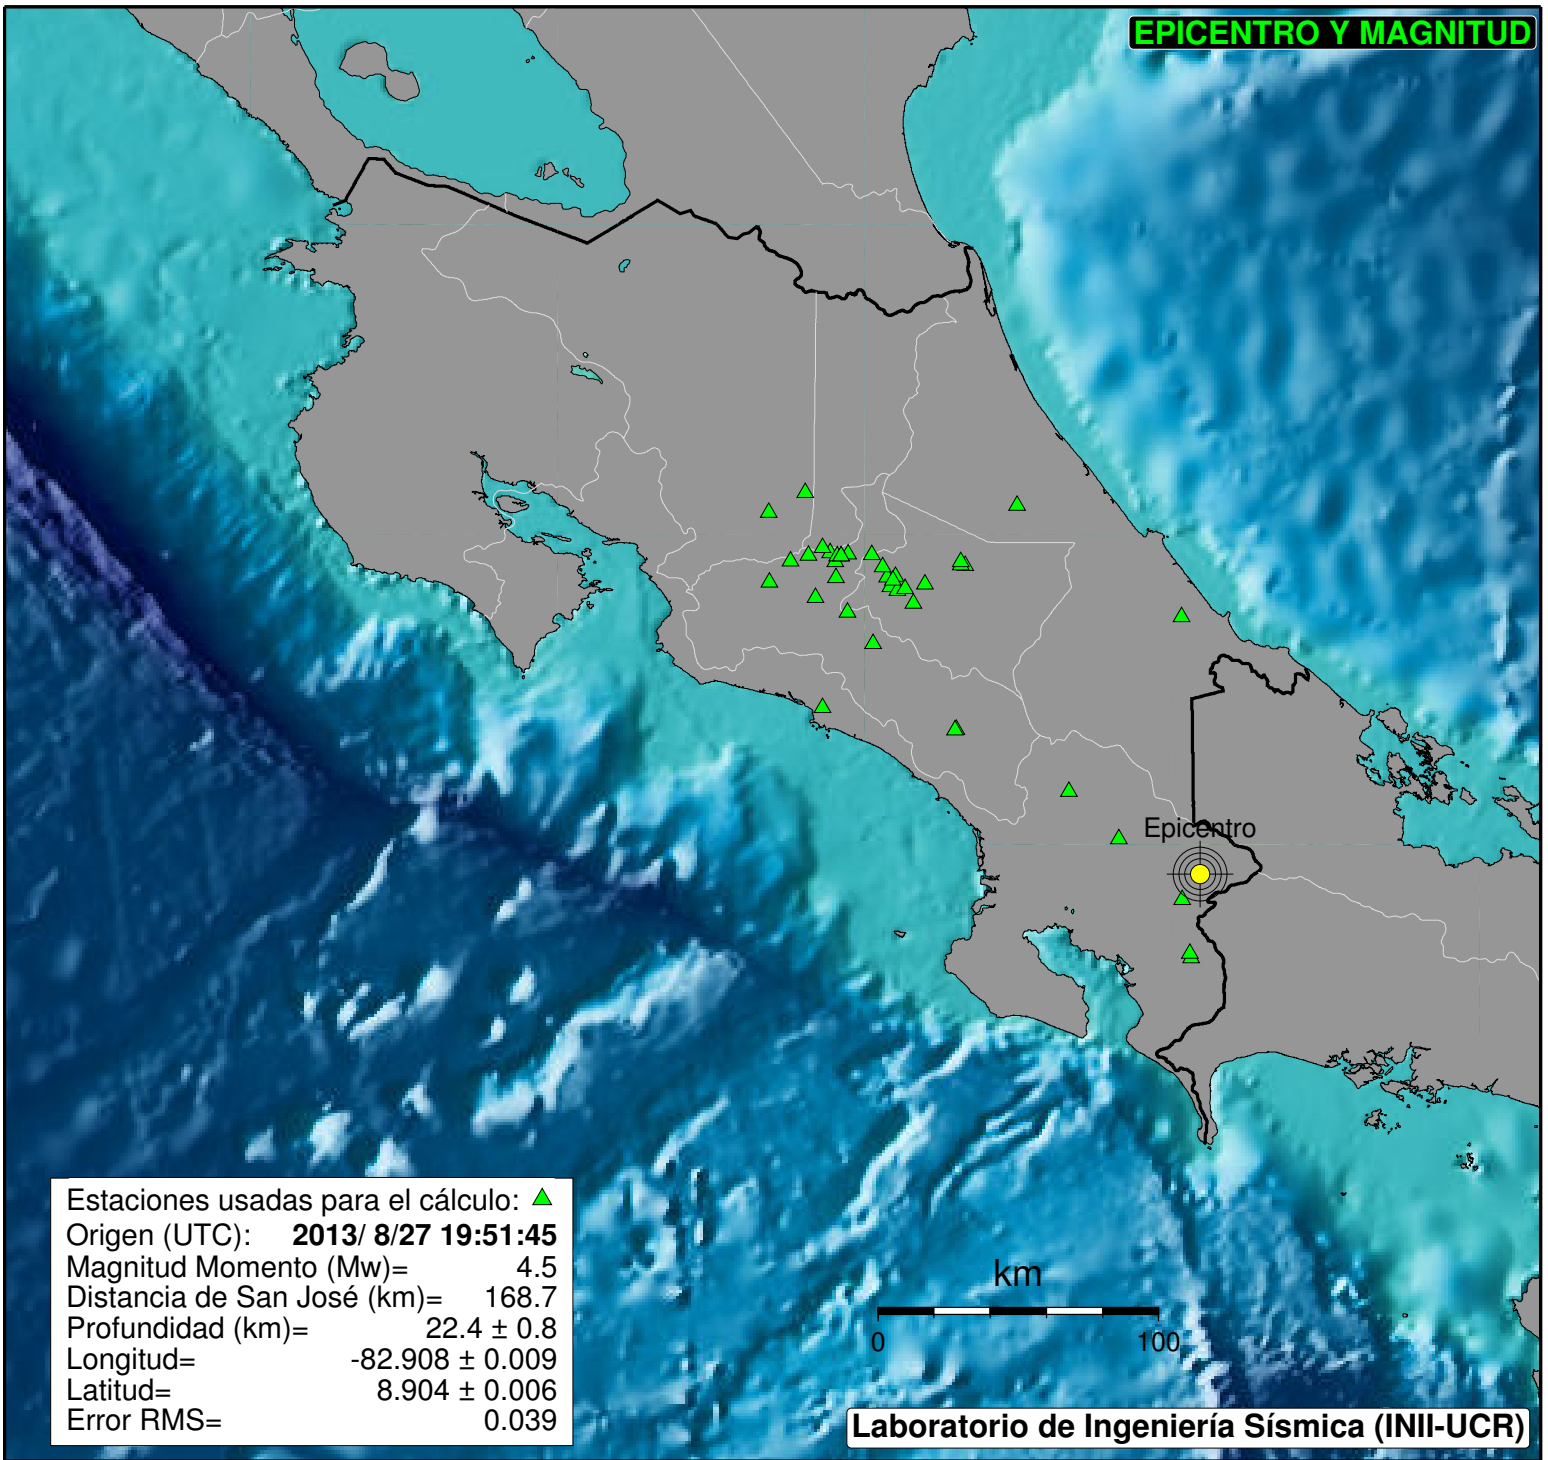 EPICENTRO Y MAGNITUD
Epicentro
Estaciones usadas para el cálculo:
Origen (UTC): 2013/ 8/27 19:51:45
Magnitud Momento (Mw)= 4.5
Distancia de San José (km)= 168.7
Profundidad (km)= 22.4 ± 0.8
Longitud= -82.908 ± 0.009
Latitud= 8.904 ± 0.006
Error RMS= 0.039
km
0 100
Laboratorio de Ingeniería Sísmica (INII-UCR)